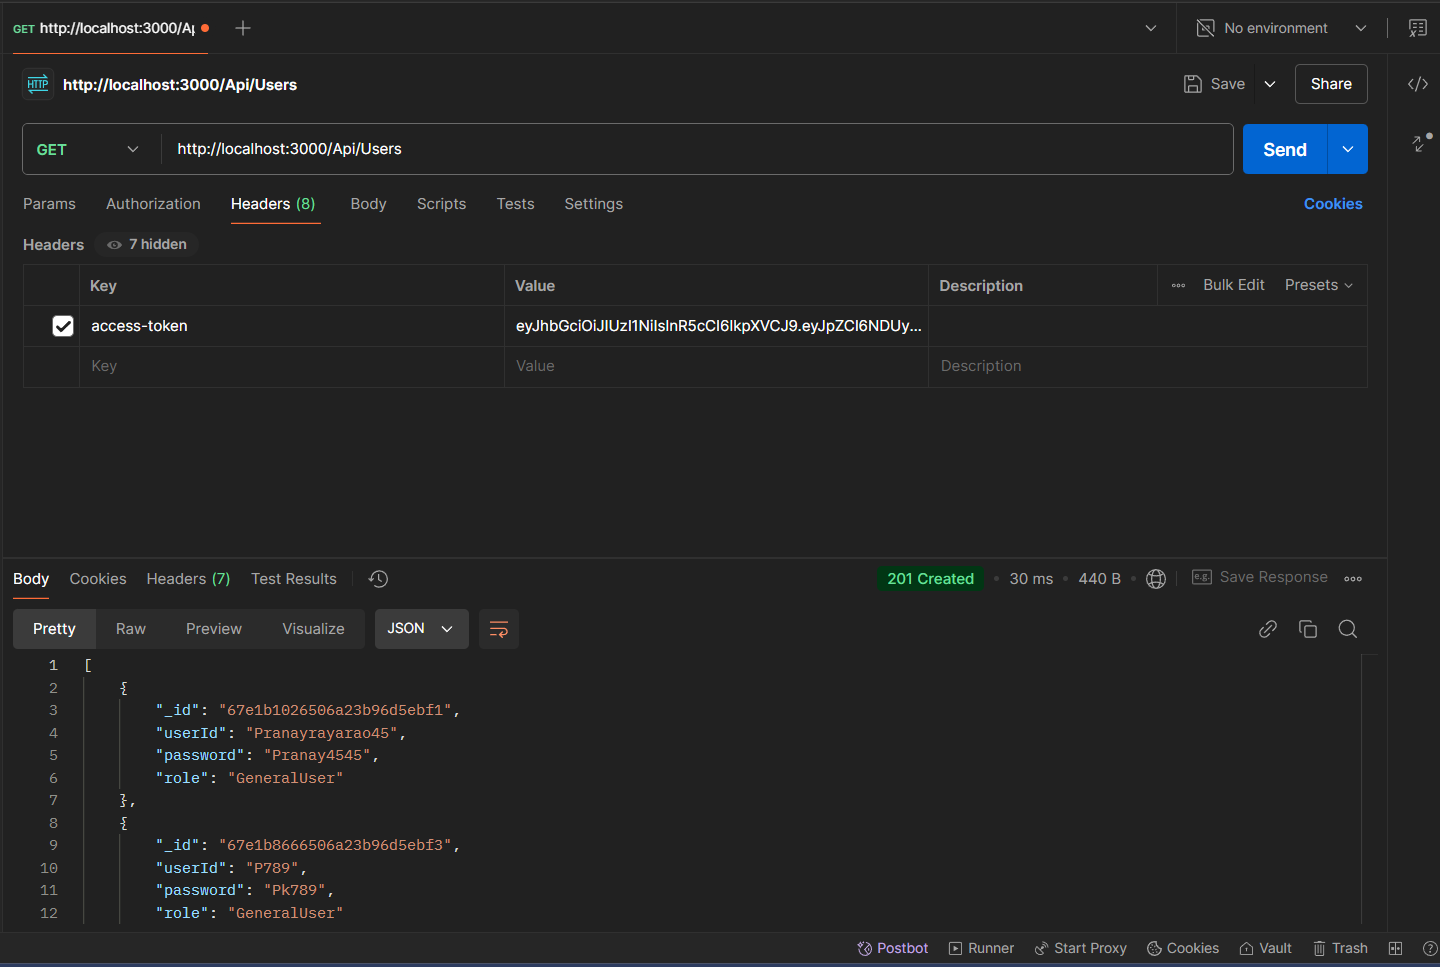 GET http://localhost:3000/Ap
No environment
http://localhost:3000/Api/Users
Save
Share
HTTP
GET
http://localhost:3000/Api/Users
Send
Params Authorization Headers (8) Body Scripts Tests Settings Cookies
Headers 7 hidden
Key Value Description Bulk Edit Presets
access-token eyJhbGciOiJIUzI1NiIsInR5cCI6IkpXVCJ9.eyJpZCI6NDUy...
Key Value Description
Body Cookies Headers (7) Test Results 201 Created 30 ms 440 B e.g. Save Response
Pretty Raw Preview Visualize JSON
1 [
2 {
3 "_id": "67e1b1026506a23b96d5ebf1",
4 "userId": "Pranayrayarao45",
5 "password": "Pranay4545",
6 "role": "GeneralUser"
7 },
8 {
9 "_id": "67e1b8666506a23b96d5ebf3",
10 "userId": "P789",
11 "password": "Pk789",
12 "role": "GeneralUser"
Postbot Runner Start Proxy Cookies Vault Trash